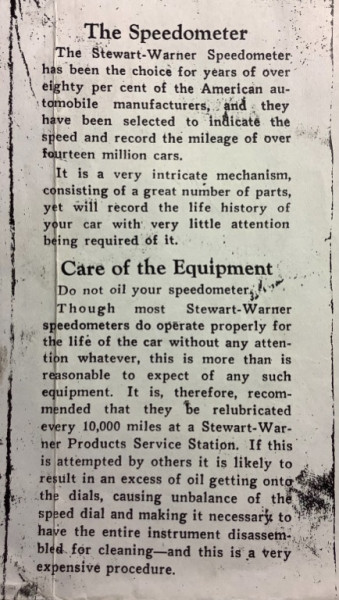 The Speedometer
The Stewart-Warner Speedometer
has been the choice for years of over
eighty per cent of the American au-
tomobile manufacturers, and they
have been selected to indicate the
speed and record the mileage of over
fourteen million cars.
It is a very intricate mechanism,
consisting of a great number of parts,
yet will record the life history of
your car with very little attention
being required of it.
Care of the Equipment
Do not oil your speedometer.
Though most Stewart-Warner
speedometers do operate properly for
the life of the car without any atten-
tion whatever, this is more than is
reasonable to expect of any such
equipment. It is, therefore, recom-
mended that they be relubricated
every 10,000 miles at a Stewart-War-
ner Products Service Station. If this
is attempted by others it is likely to
result in an excess of oil getting onto
the dials, causing unbalance of the
speed dial and making it necessary to
have the entire instrument disassem-
bled for cleaning—and this is a very
expensive procedure.